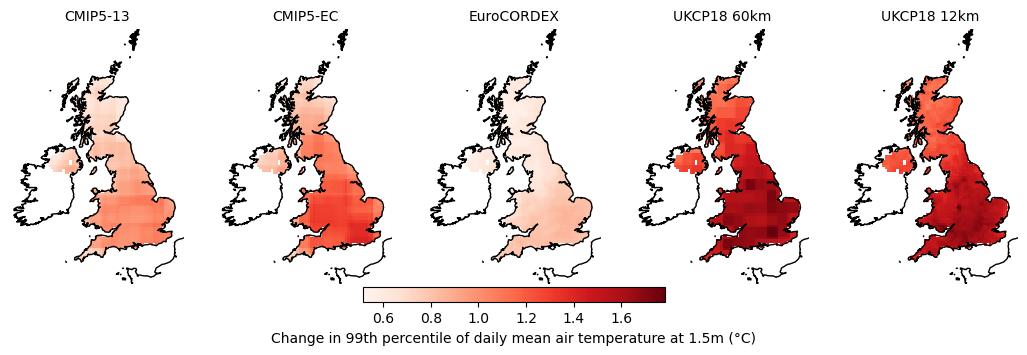 CMIP5-13 CMIP5-EC EuroCORDEX UKCP18 60km UKCP18 12km
0.6 0.8 1.0 1.2 1.4 1.6
Change in 99th percentile of daily mean air temperature at 1.5m (°C)